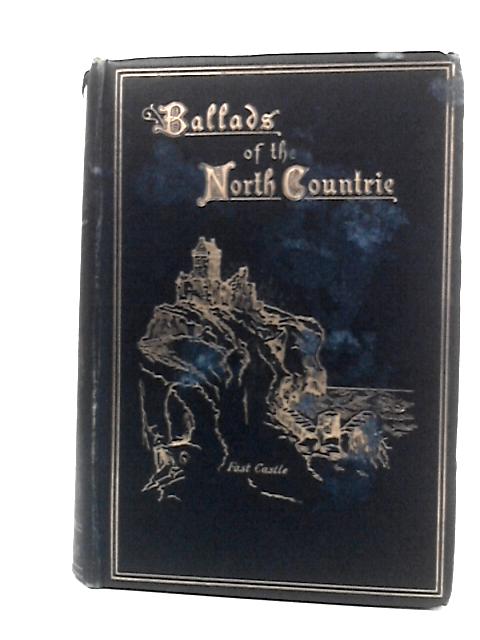 Ballads
of the
North Countrie
Fast Castle